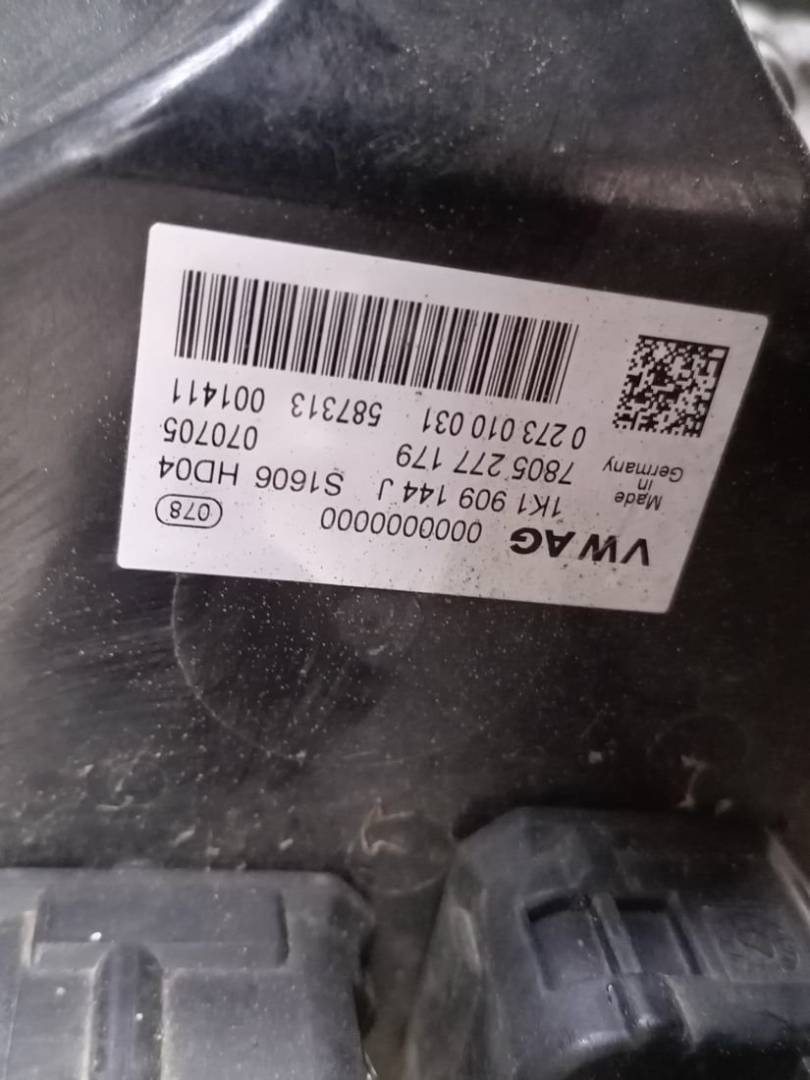 VWAG 0000000000 078
Made in Germany
1K1 909 144 J S1606 HD04
7805 277 179 070705
0 273 010 031 587313 001411